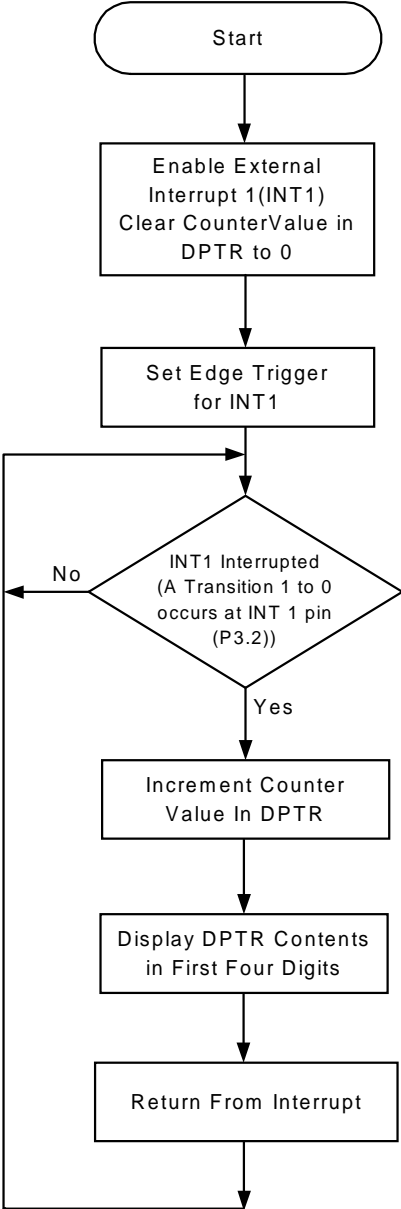 Start
Enable External
Interrupt 1(INT1)
Clear CounterValue in
DPTR to 0
Set Edge Trigger
for INT1
No
INT1 Interrupted
(A Transition 1 to 0
occurs at INT 1 pin
(P3.2))
Yes
Increment Counter
Value In DPTR
Display DPTR Contents
in First Four Digits
Return From Interrupt